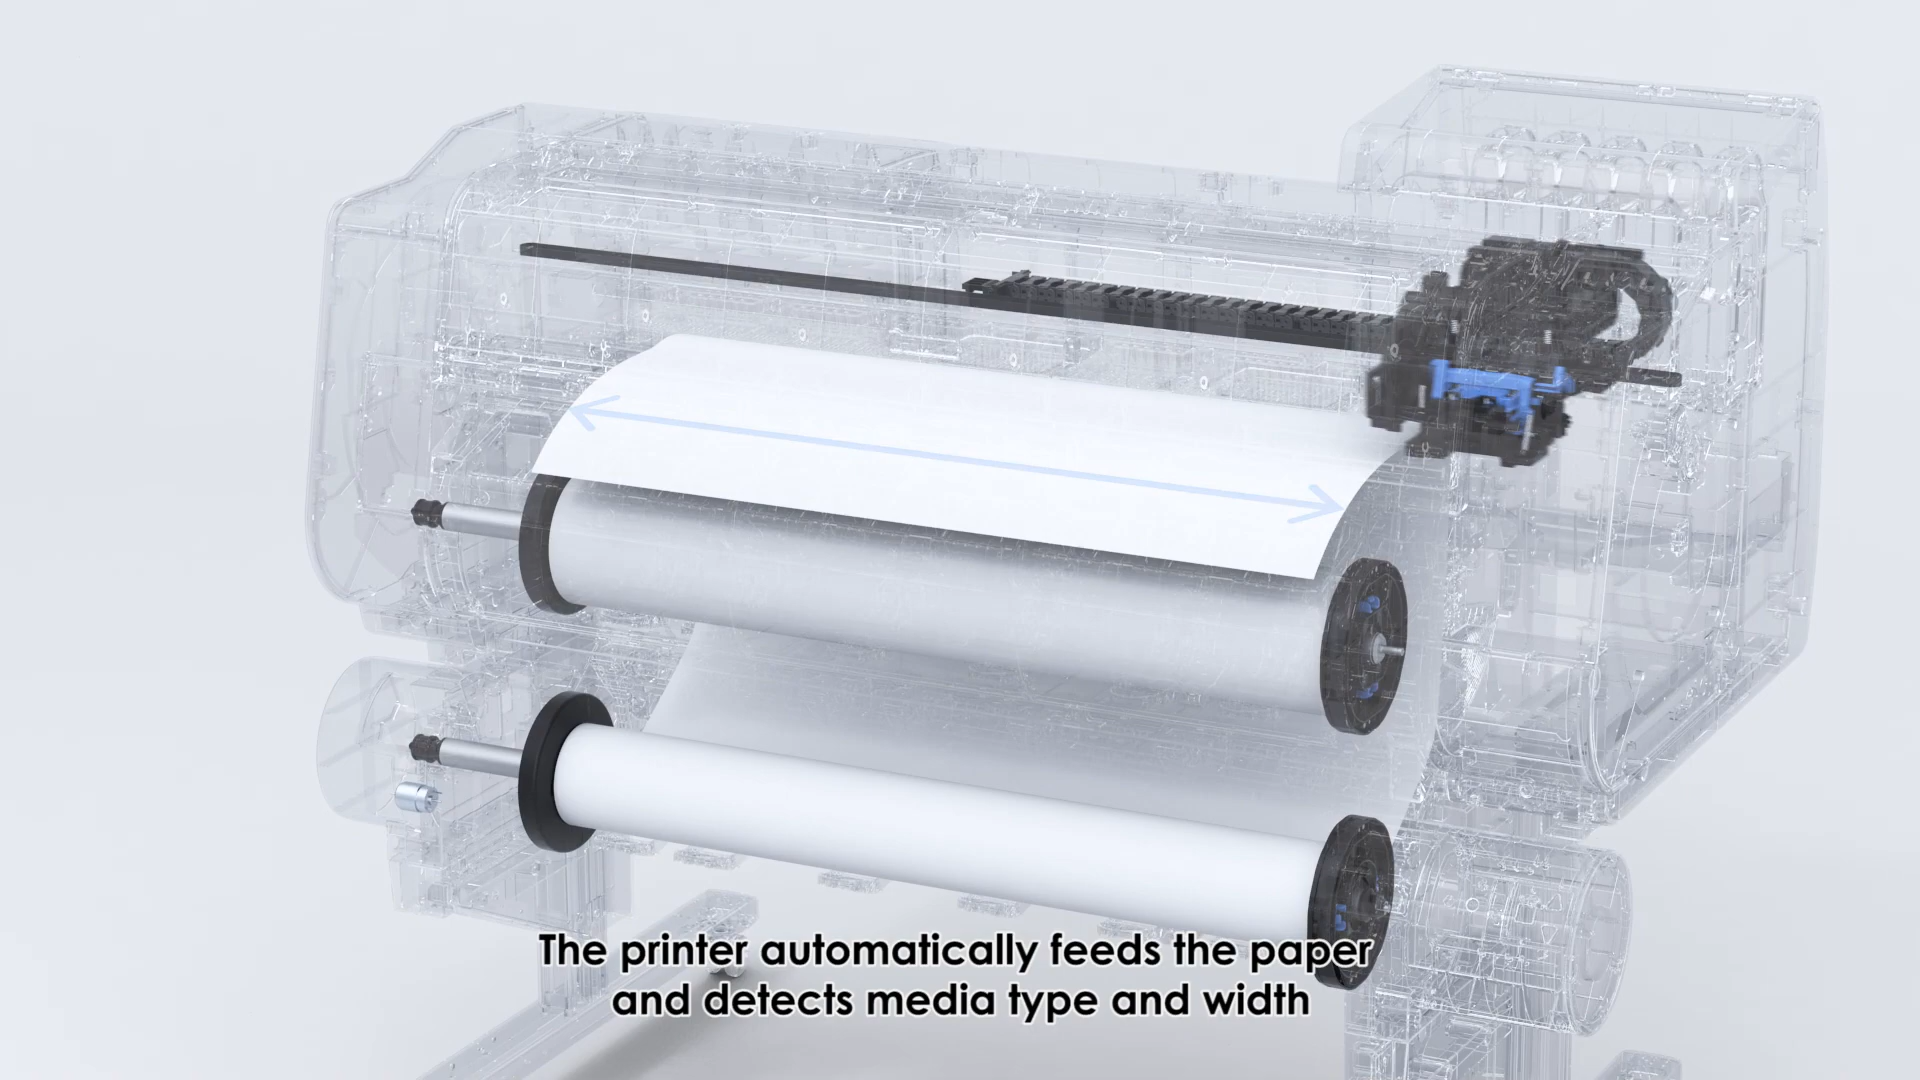 The printer automatically feeds the paper
and detects media type and width